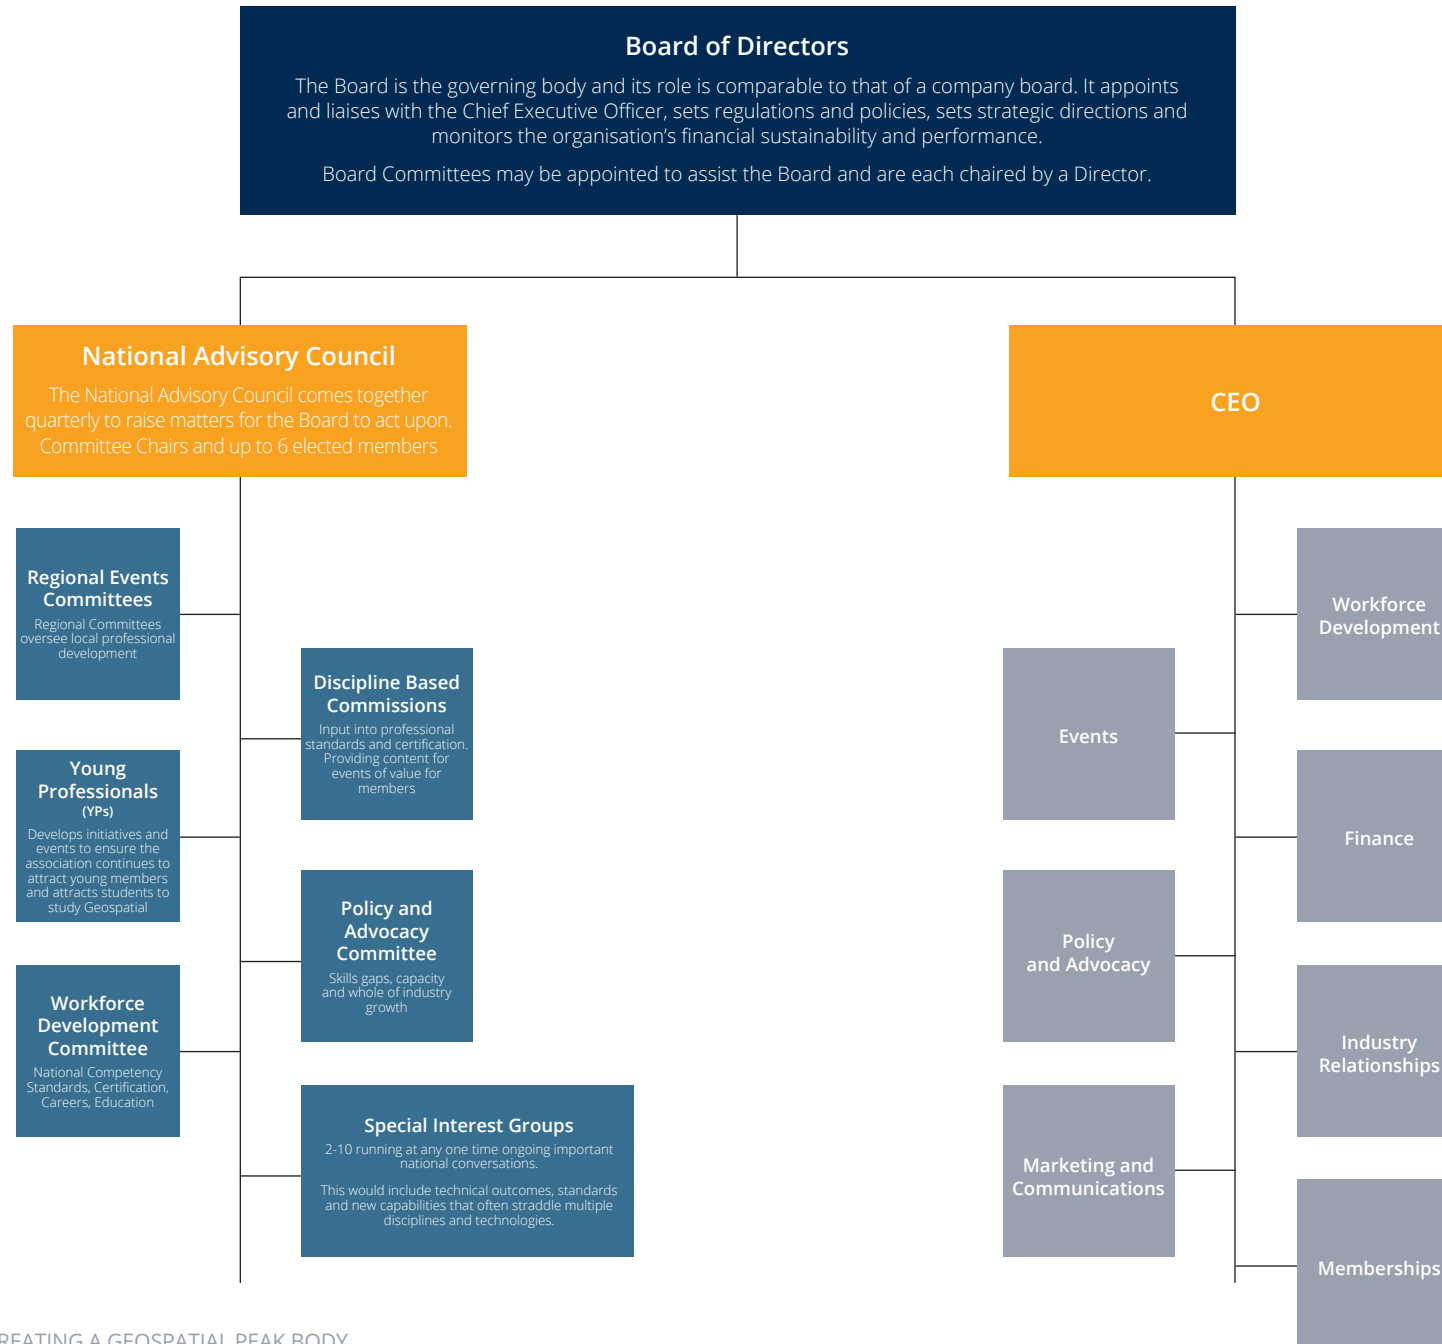 Board of Directors
The Board is the governing body and its role is comparable to that of a company board. It appoints
and liaises with the Chief Executive Officer, sets regulations and policies, sets strategic directions and
monitors the organisation’s financial sustainability and performance.
Board Committees may be appointed to assist the Board and are each chaired by a Director.
National Advisory Council
The National Advisory Council comes together
quarterly to raise matters for the Board to act upon.
Committee Chairs and up to 6 elected members
CEO
Regional Events
Committees
Regional Committees
oversee local professional
development
Discipline Based
Commissions
Input into professional
standards and certification.
Providing content for
events of value for
members
Young
Professionals
(YPs)
Develops initiatives and
events to ensure the
association continues to
attract young members
and attracts students to
study Geospatial
Policy and
Advocacy
Committee
Skills gaps, capacity
and whole of industry
growth
Workforce
Development
Committee
National Competency
Standards, Certification,
Careers, Education
Special Interest Groups
2-10 running at any one time ongoing important
national conversations.
This would include technical outcomes, standards
and new capabilities that often straddle multiple
disciplines and technologies.
Workforce
Development
Events
Finance
Policy
and Advocacy
Industry
Relationships
Marketing and
Communications
Memberships
REATING A GEOSPATIAL PEAK BODY